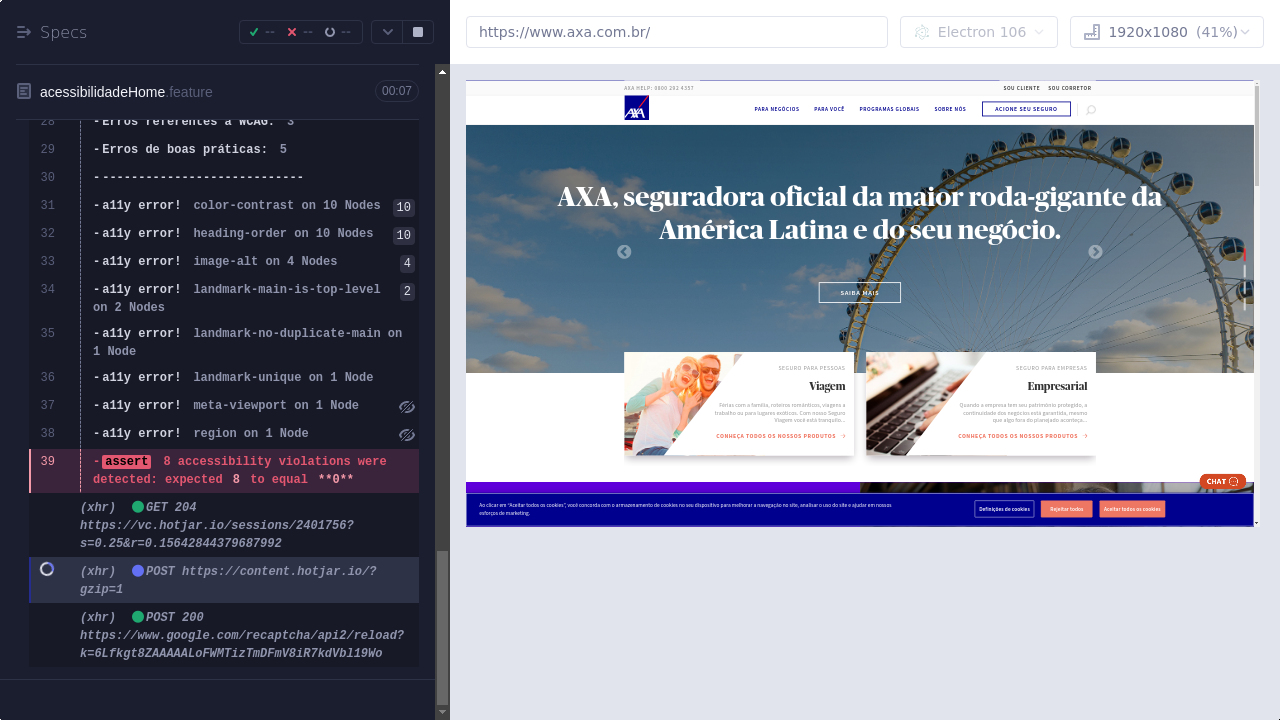 Specs
--
--
--
acessibilidadeHome.feature
00:07
28 -Erros referentes a WCAG:
29 -Erros de boas práticas: 5
30 -----------------------------
31 -a11y error! color-contrast on 10 Nodes 10
32 -a11y error! heading-order on 10 Nodes 10
33 -a11y error! image-alt on 4 Nodes 4
34 -a11y error! landmark-main-is-top-level on 2 Nodes 2
35 -a11y error! landmark-no-duplicate-main on 1 Node
36 -a11y error! landmark-unique on 1 Node
37 -a11y error! meta-viewport on 1 Node
38 -a11y error! region on 1 Node
39 -assert 8 accessibility violations were
detected: expected 8 to equal **0**
(xhr) GET 204
(xhr) POST https://content.hotjar.io/?
gzip=1
(xhr) POST 200
https://www.google.com/recaptcha/api2/reload?
k=6Lfkgt8ZAAAAALoFWMTizTmDFmV8iR7kdVbl19Wo
https://www.axa.com.br/
Electron 106
1920x1080 (41%)
AXA HELP: 0800 292 4357
SOU CLIENTE SOU CORRETOR
AXA
PARA NEGÓCIOS PARA VOCÊ PROGRAMAS GLOBAIS SOBRE NÓS ACIONE SEU SEGURO
AXA, seguradora oficial da maior roda-gigante da
América Latina e do seu negócio.
SAIBA MAIS
SEGURO PARA PESSOAS
Viagem
Férias com a família, roteiros românticos, viagens a
trabalho ou para lugares exóticos. Com nosso Seguro
Viagem você está tranquilo...
CONHEÇA TODOS OS NOSSOS PRODUTOS
SEGURO PARA EMPRESAS
Empresarial
Quando a empresa tem seu patrimônio protegido, a
continuidade dos negócios está garantida, mesmo
que algo fora do planejado aconteça...
CONHEÇA TODOS OS NOSSOS PRODUTOS
CHAT
Ao clicar em "Aceitar todos os cookies", você concorda com o armazenamento de cookies no seu dispositivo para melhorar a navegação no site, analisar o uso do site e ajudar em nossos
esforços de marketing.
Definições de cookies
Rejeitar todos
Aceitar todos os cookies